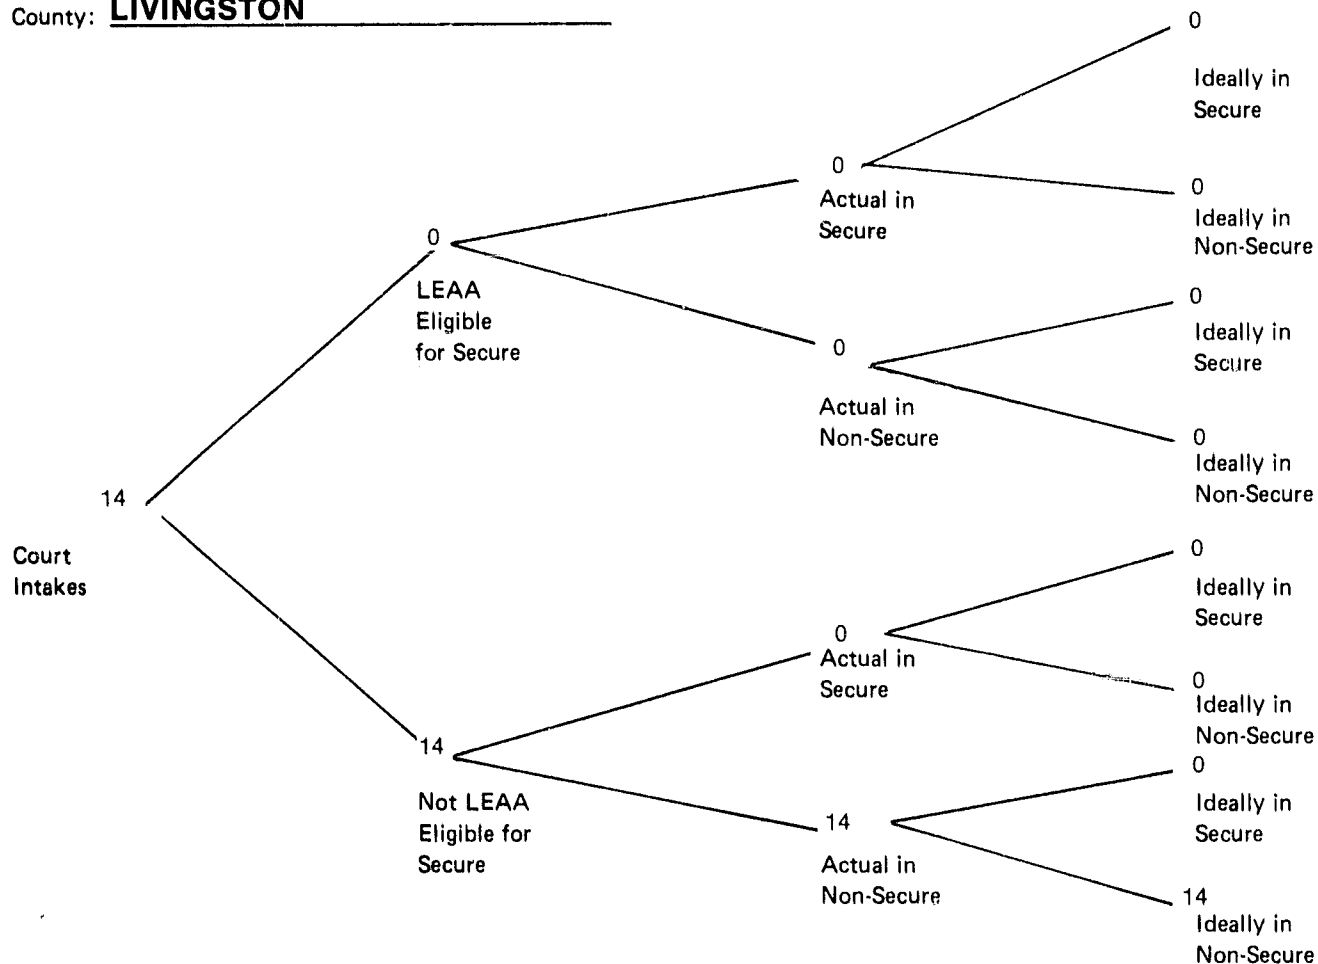 County: LIVINGSTON
0
Ideally in
Secure
0
Actual in
Secure
0
Ideally in
Non-Secure
0
LEAA
Eligible
for Secure
0
Ideally in
Secure
0
Actual in
Non-Secure
0
Ideally in
Non-Secure
14
Court
Intakes
0
Ideally in
Secure
0
Actual in
Secure
0
Ideally in
Non-Secure
14
Not LEAA
Eligible for
Secure
0
Ideally in
Secure
14
Actual in
Non-Secure
14
Ideally in
Non-Secure